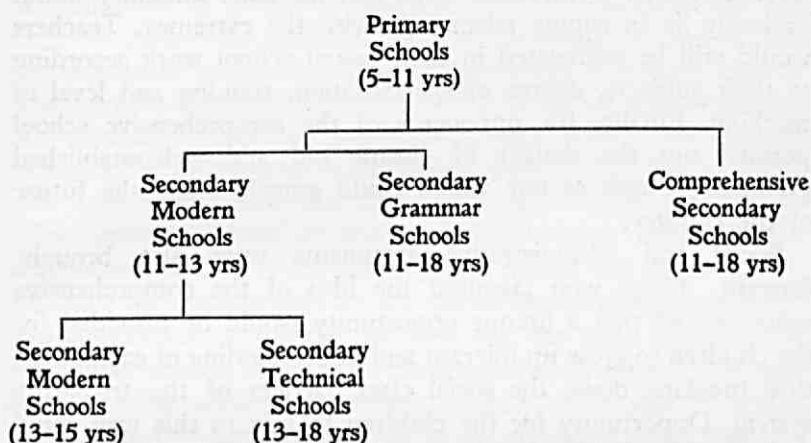 Primary
Schools
(5–11 yrs)
Secondary
Modern
Schools
(11–13 yrs)
Secondary
Grammar
Schools
(11–18 yrs)
Comprehensive
Secondary
Schools
(11–18 yrs)
Secondary
Modern
Schools
(13–15 yrs)
Secondary
Technical
Schools
(13–18 yrs)